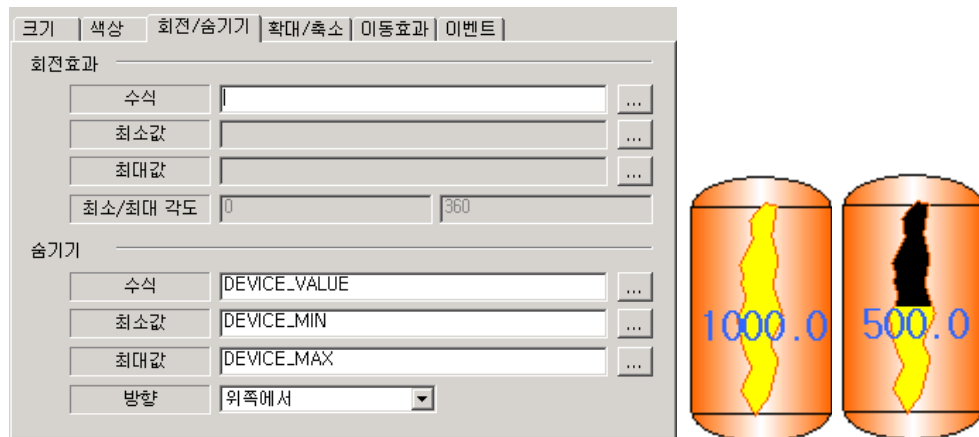 크기 색상 회전/숨기기 확대/축소 이동효과 이벤트
회전효과
수식 ...
최소값 ...
최대값 ...
최소/최대 각도 0 360
숨기기
수식 DEVICE_VALUE ...
최소값 DEVICE_MIN ...
최대값 DEVICE_MAX ...
방향 위쪽에서
1000.0 500.0